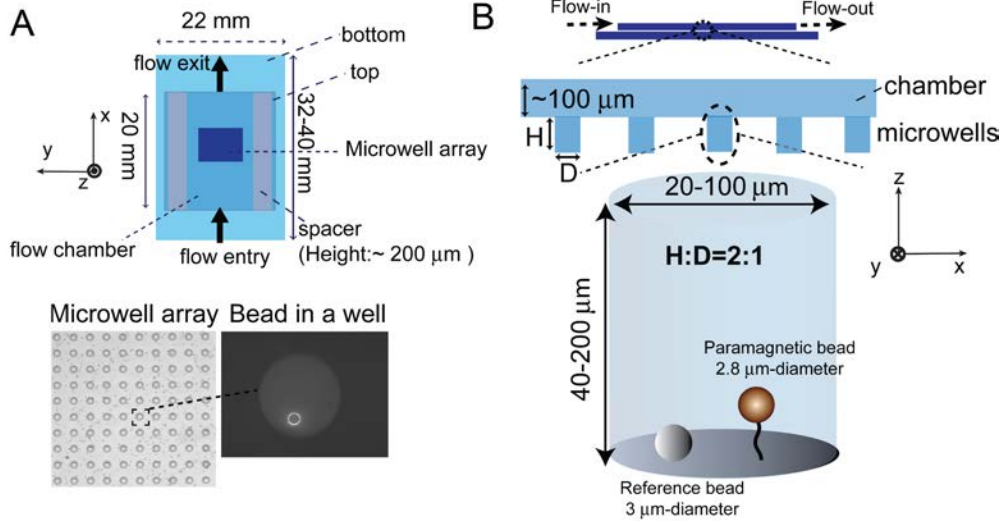 A
22 mm
bottom
flow exit
top
20 mm
32-40 mm
x
y
z
Microwell array
flow chamber
flow entry
spacer
(Height:~ 200 μm )
Microwell array
Bead in a well
B
Flow-in
Flow-out
~100 μm
chamber
H
microwells
D
20-100 μm
z
y
x
H:D=2:1
40-200 μm
Paramagnetic bead
2.8 μm-diameter
Reference bead
3 μm-diameter